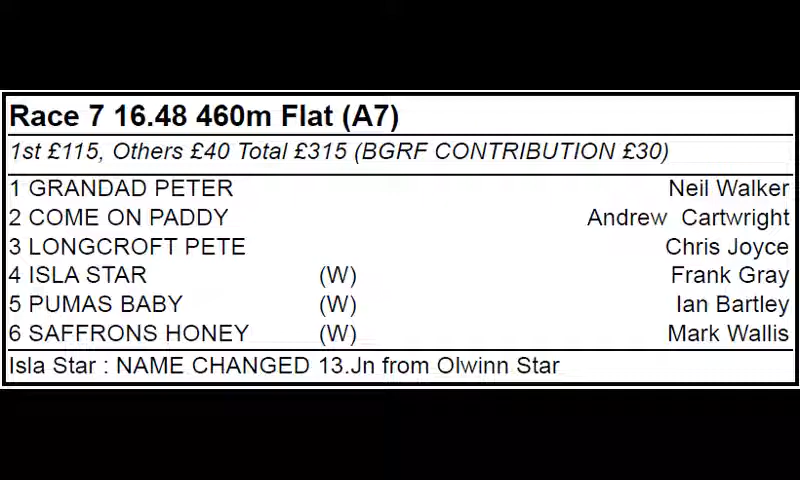 Race 7 16.48 460m Flat (A7)
1st £115, Others £40 Total £315 (BGRF CONTRIBUTION £30)
1 GRANDAD PETER Neil Walker
2 COME ON PADDY Andrew Cartwright
3 LONGCROFT PETE Chris Joyce
4 ISLA STAR (W) Frank Gray
5 PUMAS BABY (W) Ian Bartley
6 SAFFRONS HONEY (W) Mark Wallis
Isla Star : NAME CHANGED 13.Jn from Olwinn Star